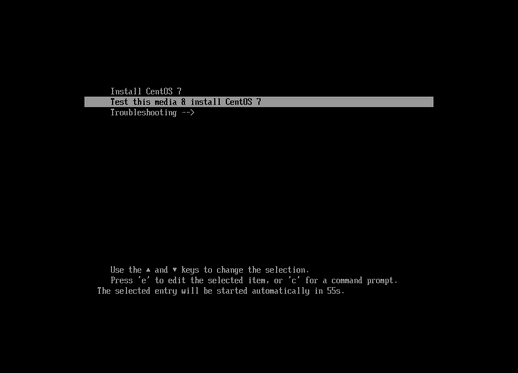 Install CentOS 7
Test this media & install CentOS 7
Troubleshooting -->
Use the ▲ and ▼ keys to change the selection.
Press 'e' to edit the selected item, or 'c' for a command prompt.
The selected entry will be started automatically in 55s.